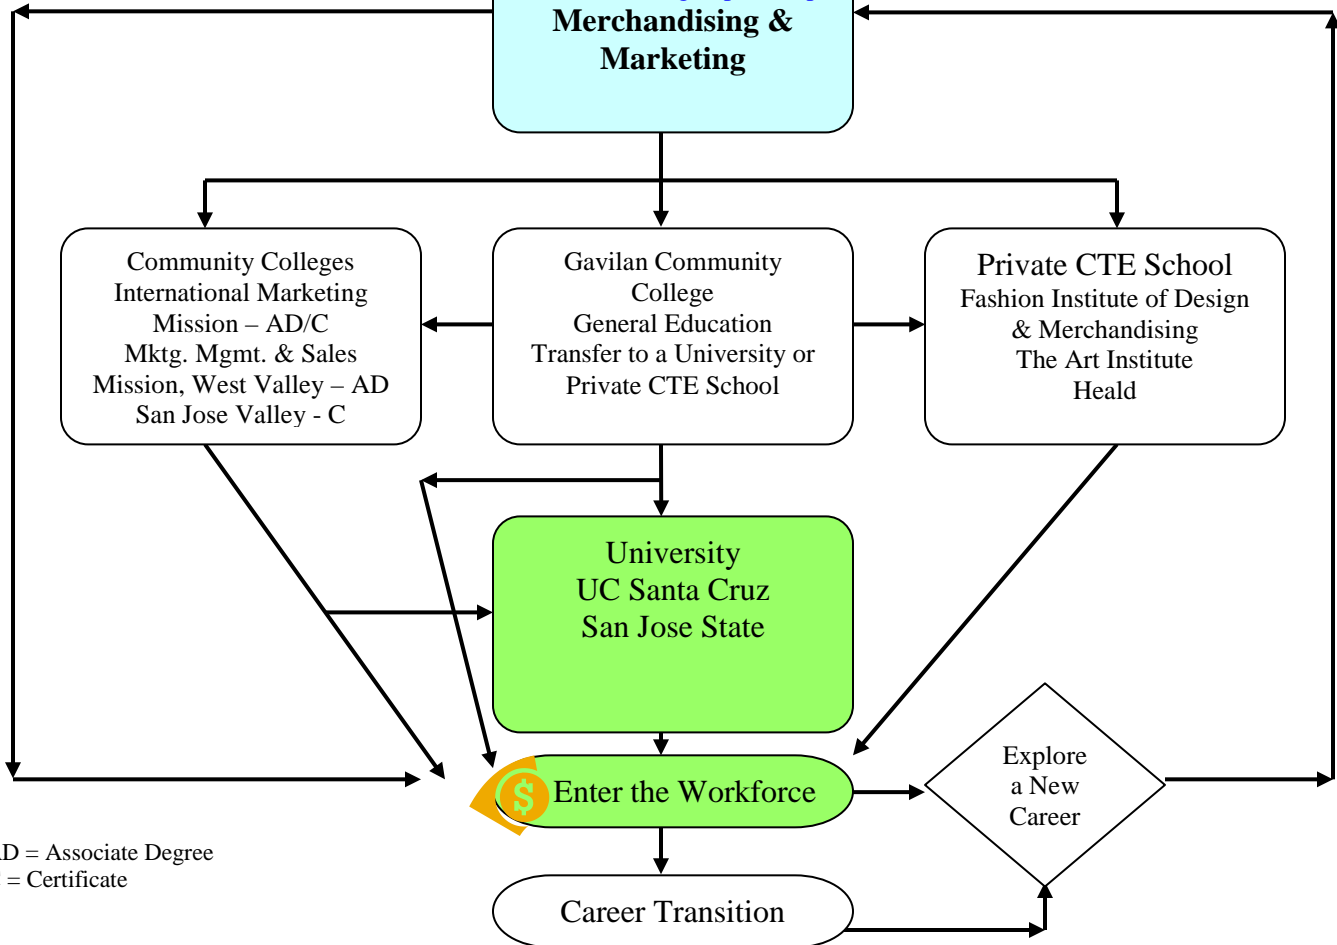 Merchandising &
Marketing
Community Colleges
International Marketing
Mission – AD/C
Mktg. Mgmt. & Sales
Mission, West Valley – AD
San Jose Valley - C
Gavilan Community
College
General Education
Transfer to a University or
Private CTE School
Private CTE School
Fashion Institute of Design
& Merchandising
The Art Institute
Heald
University
UC Santa Cruz
San Jose State
$ Enter the Workforce
Explore
a New
Career
AD = Associate Degree
= Certificate
Career Transition